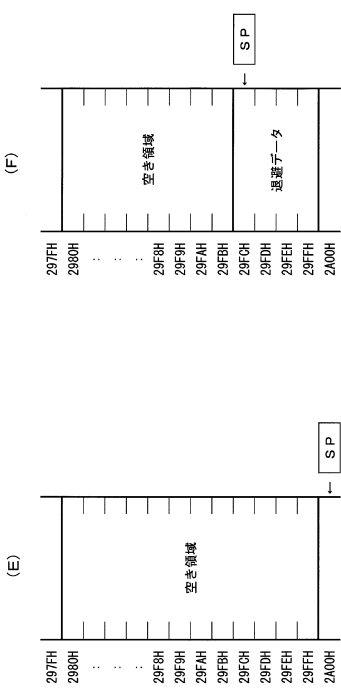 (E)
297FH
2980H
:
:
:
29F8H
29F9H
29FAH
29FBH
29FCH
29FDH
29FEH
29FFH
2A00H
空き領域
← SP
(F)
297FH
2980H
:
:
:
29F8H
29F9H
29FAH
29FBH
29FCH
29FDH
29FEH
29FFH
2A00H
空き領域
← SP
退避データ